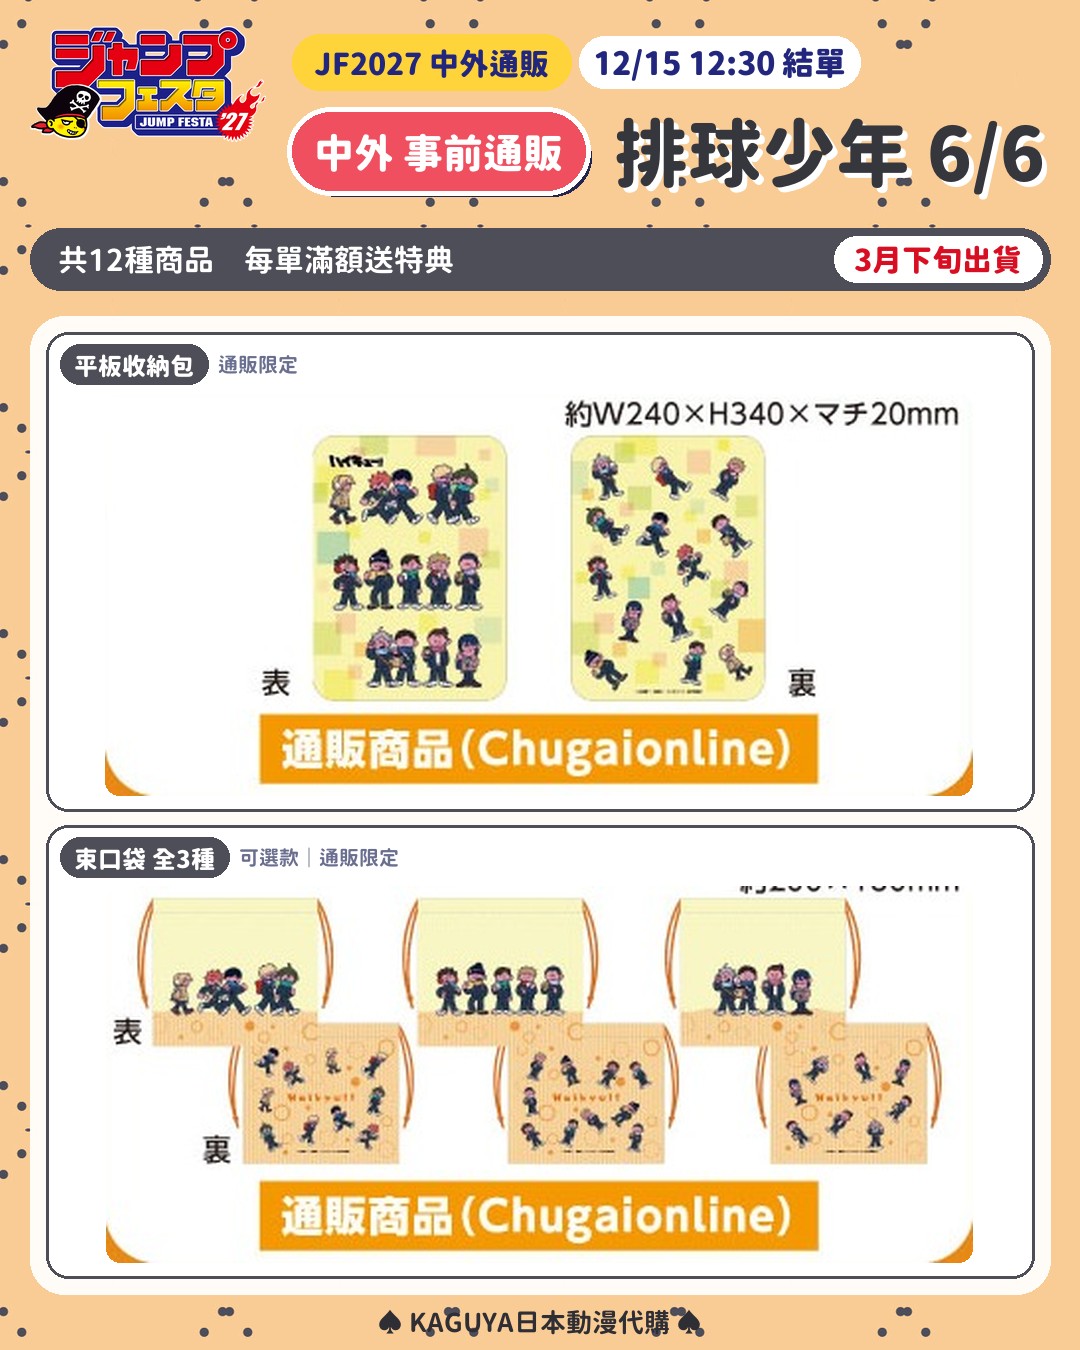 ジャンプ
フェスタ
JUMP FESTA '27
JF2027 中外通販
12/15 12:30 結單
中外 事前通販
排球少年 6/6
共12種商品 每單滿額送特典
3月下旬出貨
平板收納包 通販限定
約W240×H340×マチ20mm
ハイキュー!!
表
裏
通販商品(Chugaionline)
束口袋 全3種 可選款|通販限定
表
裏
通販商品(Chugaionline)
♠ KAGUYA日本動漫代購 ♠